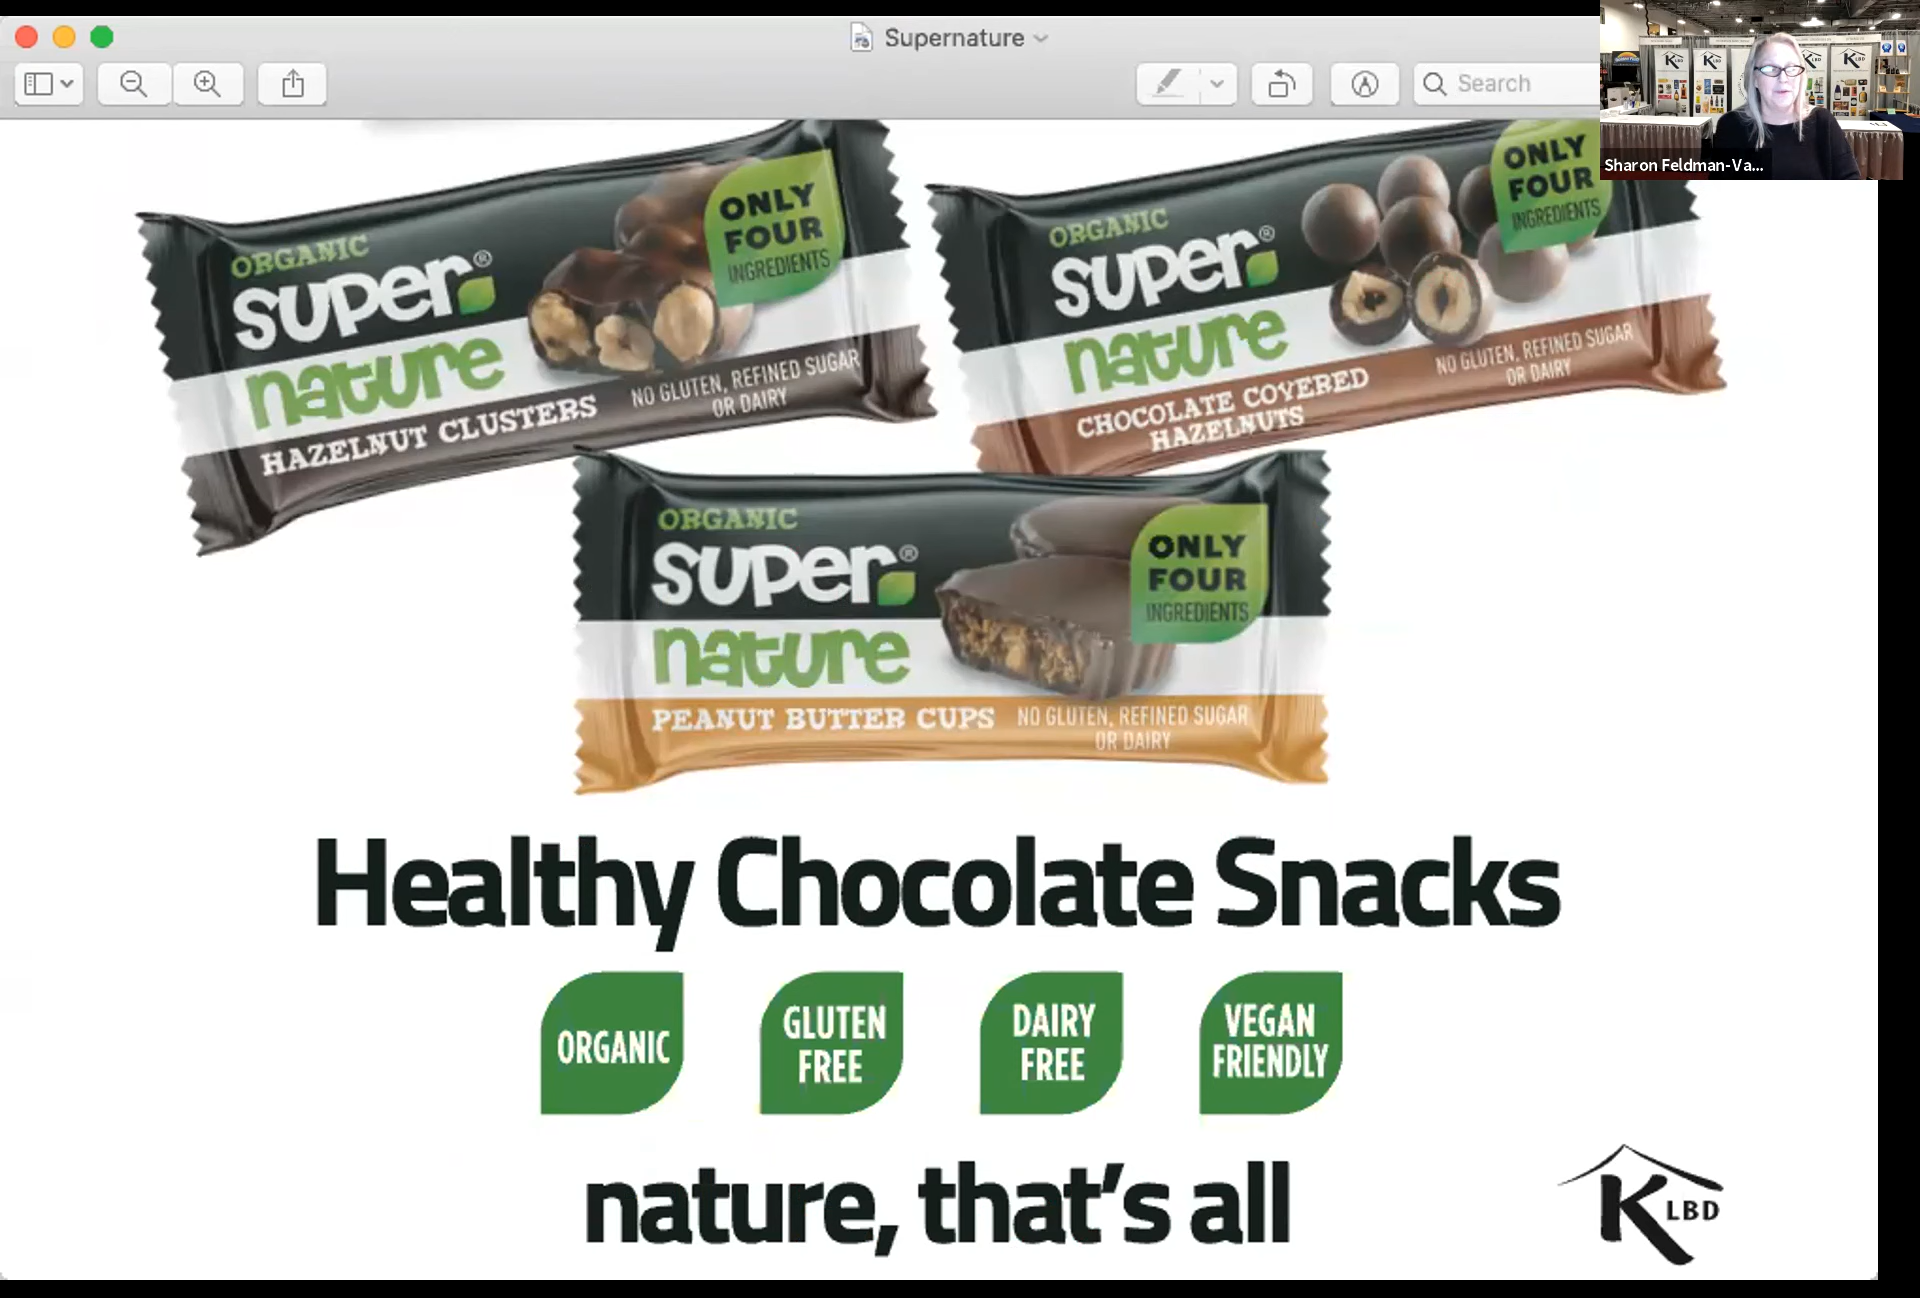 Supernature
Search
Sharon Feldman-Va...
ORGANIC
super®
nature
HAZELNUT CLUSTERS
NO GLUTEN, REFINED SUGAR
OR DAIRY
ONLY
FOUR
INGREDIENTS
ORGANIC
super®
nature
CHOCOLATE COVERED
HAZELNUTS
NO GLUTEN, REFINED SUGAR
OR DAIRY
ONLY
FOUR
INGREDIENTS
ORGANIC
super®
nature
PEANUT BUTTER CUPS
NO GLUTEN, REFINED SUGAR
OR DAIRY
ONLY
FOUR
INGREDIENTS
Healthy Chocolate Snacks
ORGANIC
GLUTEN
FREE
DAIRY
FREE
VEGAN
FRIENDLY
nature, that's all
KLBD